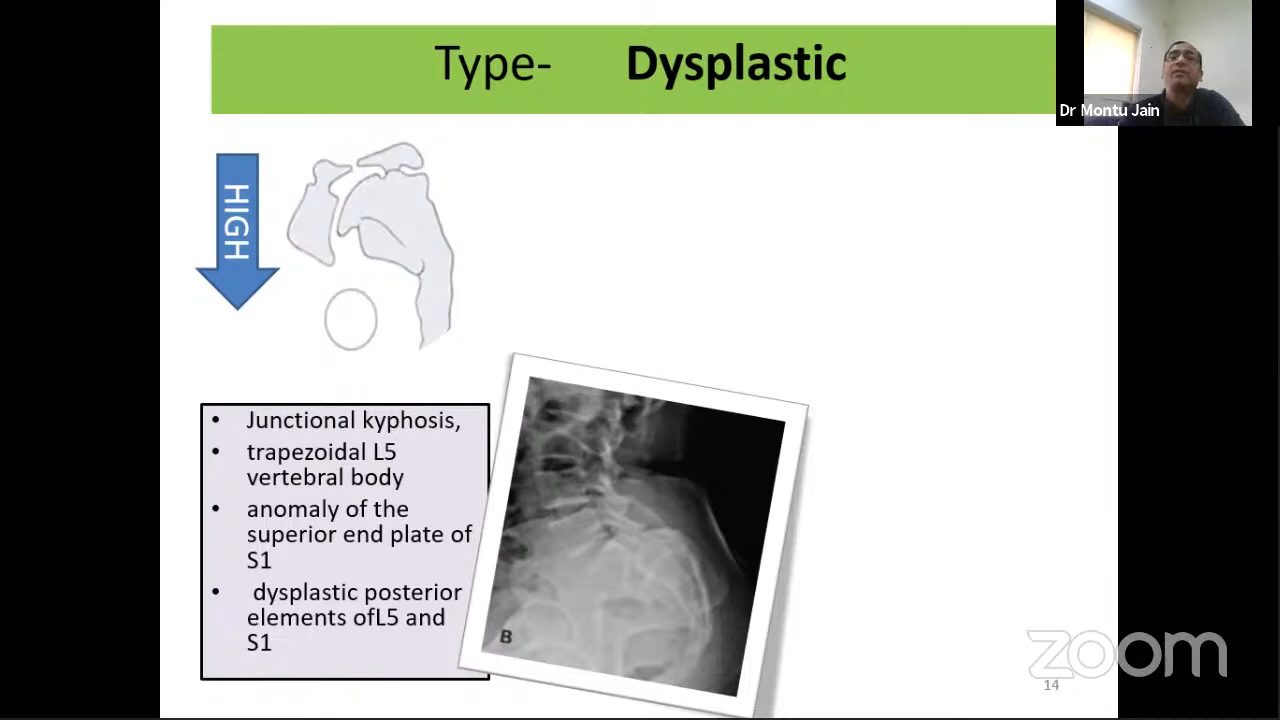 Type- Dysplastic
Dr Montu Jain
HIGH
• Junctional kyphosis,
• trapezoidal L5
vertebral body
• anomaly of the
superior end plate of
S1
• dysplastic posterior
elements ofL5 and
S1
B
zoom
14